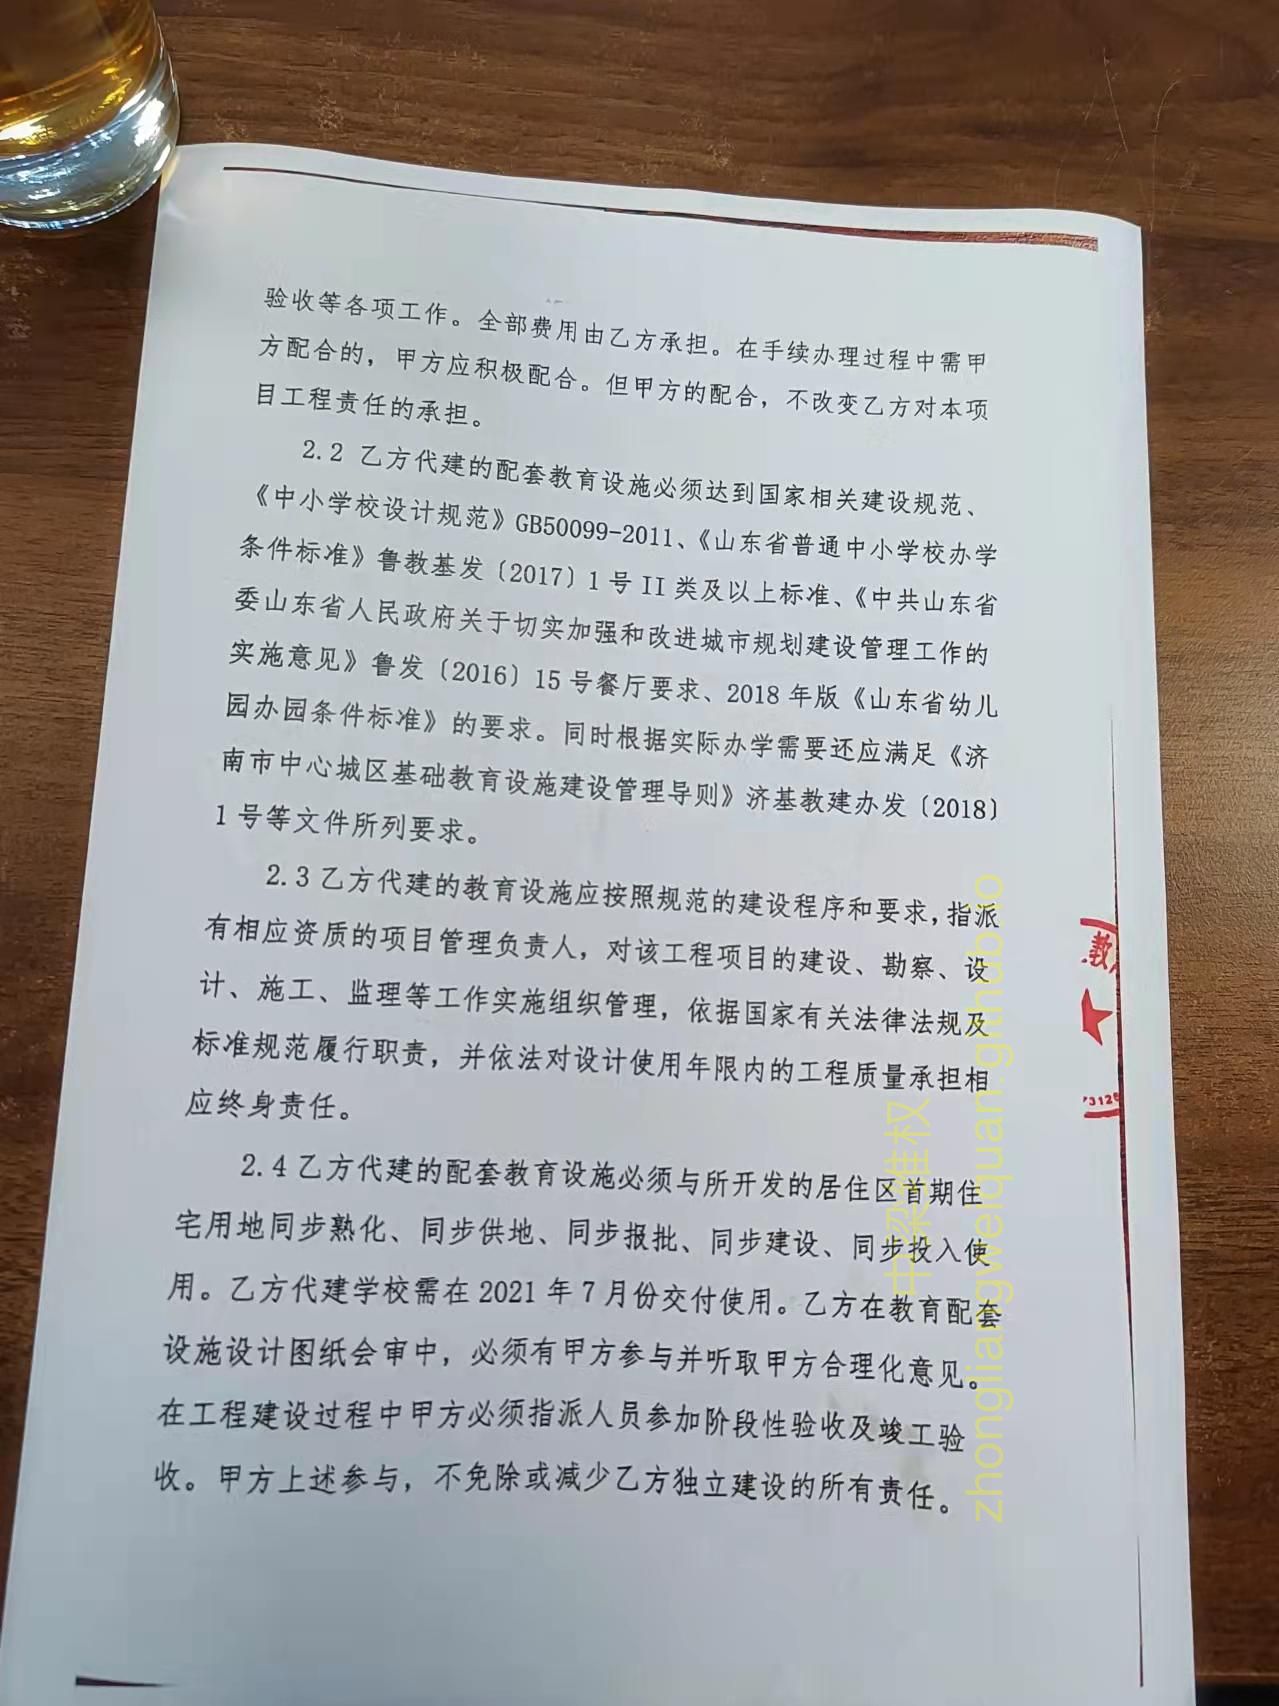 验收等各项工作。全部费用由乙方承担。在手续办理过程中需甲
方配合的，甲方应积极配合。但甲方的配合，不改变乙方对本项
目工程责任的承担。
2.2 乙方代建的配套教育设施必须达到国家相关建设规范、
《中小学校设计规范》GB50099-2011、《山东省普通中小学校办学
条件标准》鲁教基发〔2017〕1号II类及以上标准、《中共山东省
委山东省人民政府关于切实加强和改进城市规划建设管理工作的
实施意见》鲁发〔2016〕15号餐厅要求、2018年版《山东省幼儿
园办园条件标准》的要求。同时根据实际办学需要还应满足《济
南市中心城区基础教育设施建设管理导则》济基教建办发〔2018〕
1号等文件所列要求。
2.3乙方代建的教育设施应按照规范的建设程序和要求，指派
有相应资质的项目管理负责人，对该工程项目的建设、勘察、设
计、施工、监理等工作实施组织管理，依据国家有关法律法规及
标准规范履行职责，并依法对设计使用年限内的工程质量承担相
应终身责任。
2.4乙方代建的配套教育设施必须与所开发的居住区首期住
宅用地同步熟化、同步供地、同步报批、同步建设、同步投入使
用。乙方代建学校需在2021年7月份交付使用。乙方在教育配套
设施设计图纸会审中，必须有甲方参与并听取甲方合理化意见。
在工程建设过程中甲方必须指派人员参加阶段性验收及竣工验
收。甲方上述参与，不免除或减少乙方独立建设的所有责任。
教
73126
中梁维权
zhongliangweiquan.github.io